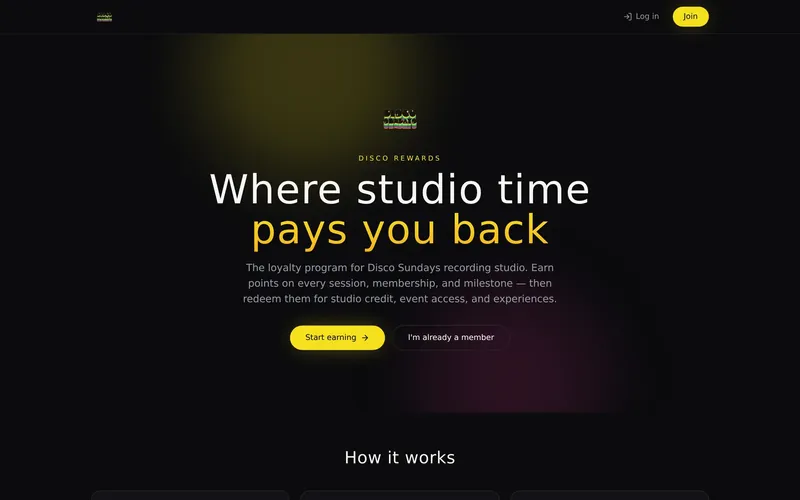 Log in
Join
DISCO REWARDS
Where studio time
pays you back
The loyalty program for Disco Sundays recording studio. Earn
points on every session, membership, and milestone — then
redeem them for studio credit, event access, and experiences.
Start earning →
I'm already a member
How it works